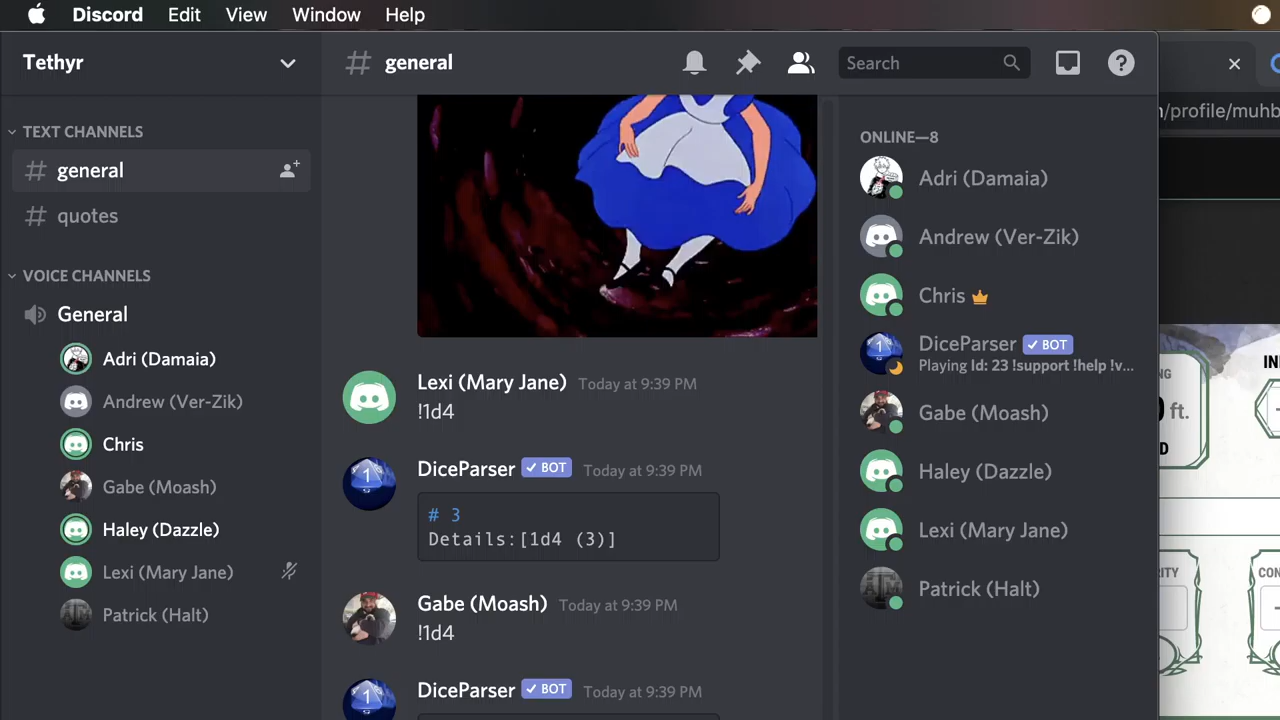 Discord Edit View Window Help
Tethyr
TEXT CHANNELS
# general
# quotes
VOICE CHANNELS
General
Adri (Damaia)
Andrew (Ver-Zik)
Chris
Gabe (Moash)
Haley (Dazzle)
Lexi (Mary Jane)
Patrick (Halt)
# general
Search
Lexi (Mary Jane) Today at 9:39 PM
!1d4
DiceParser ✓ BOT Today at 9:39 PM
# 3
Details:[1d4 (3)]
Gabe (Moash) Today at 9:39 PM
!1d4
DiceParser ✓ BOT Today at 9:39 PM
ONLINE—8
Adri (Damaia)
Andrew (Ver-Zik)
Chris
DiceParser ✓ BOT
Playing Id: 23 !support !help !v...
Gabe (Moash)
Haley (Dazzle)
Lexi (Mary Jane)
Patrick (Halt)
/profile/muhb
ft.